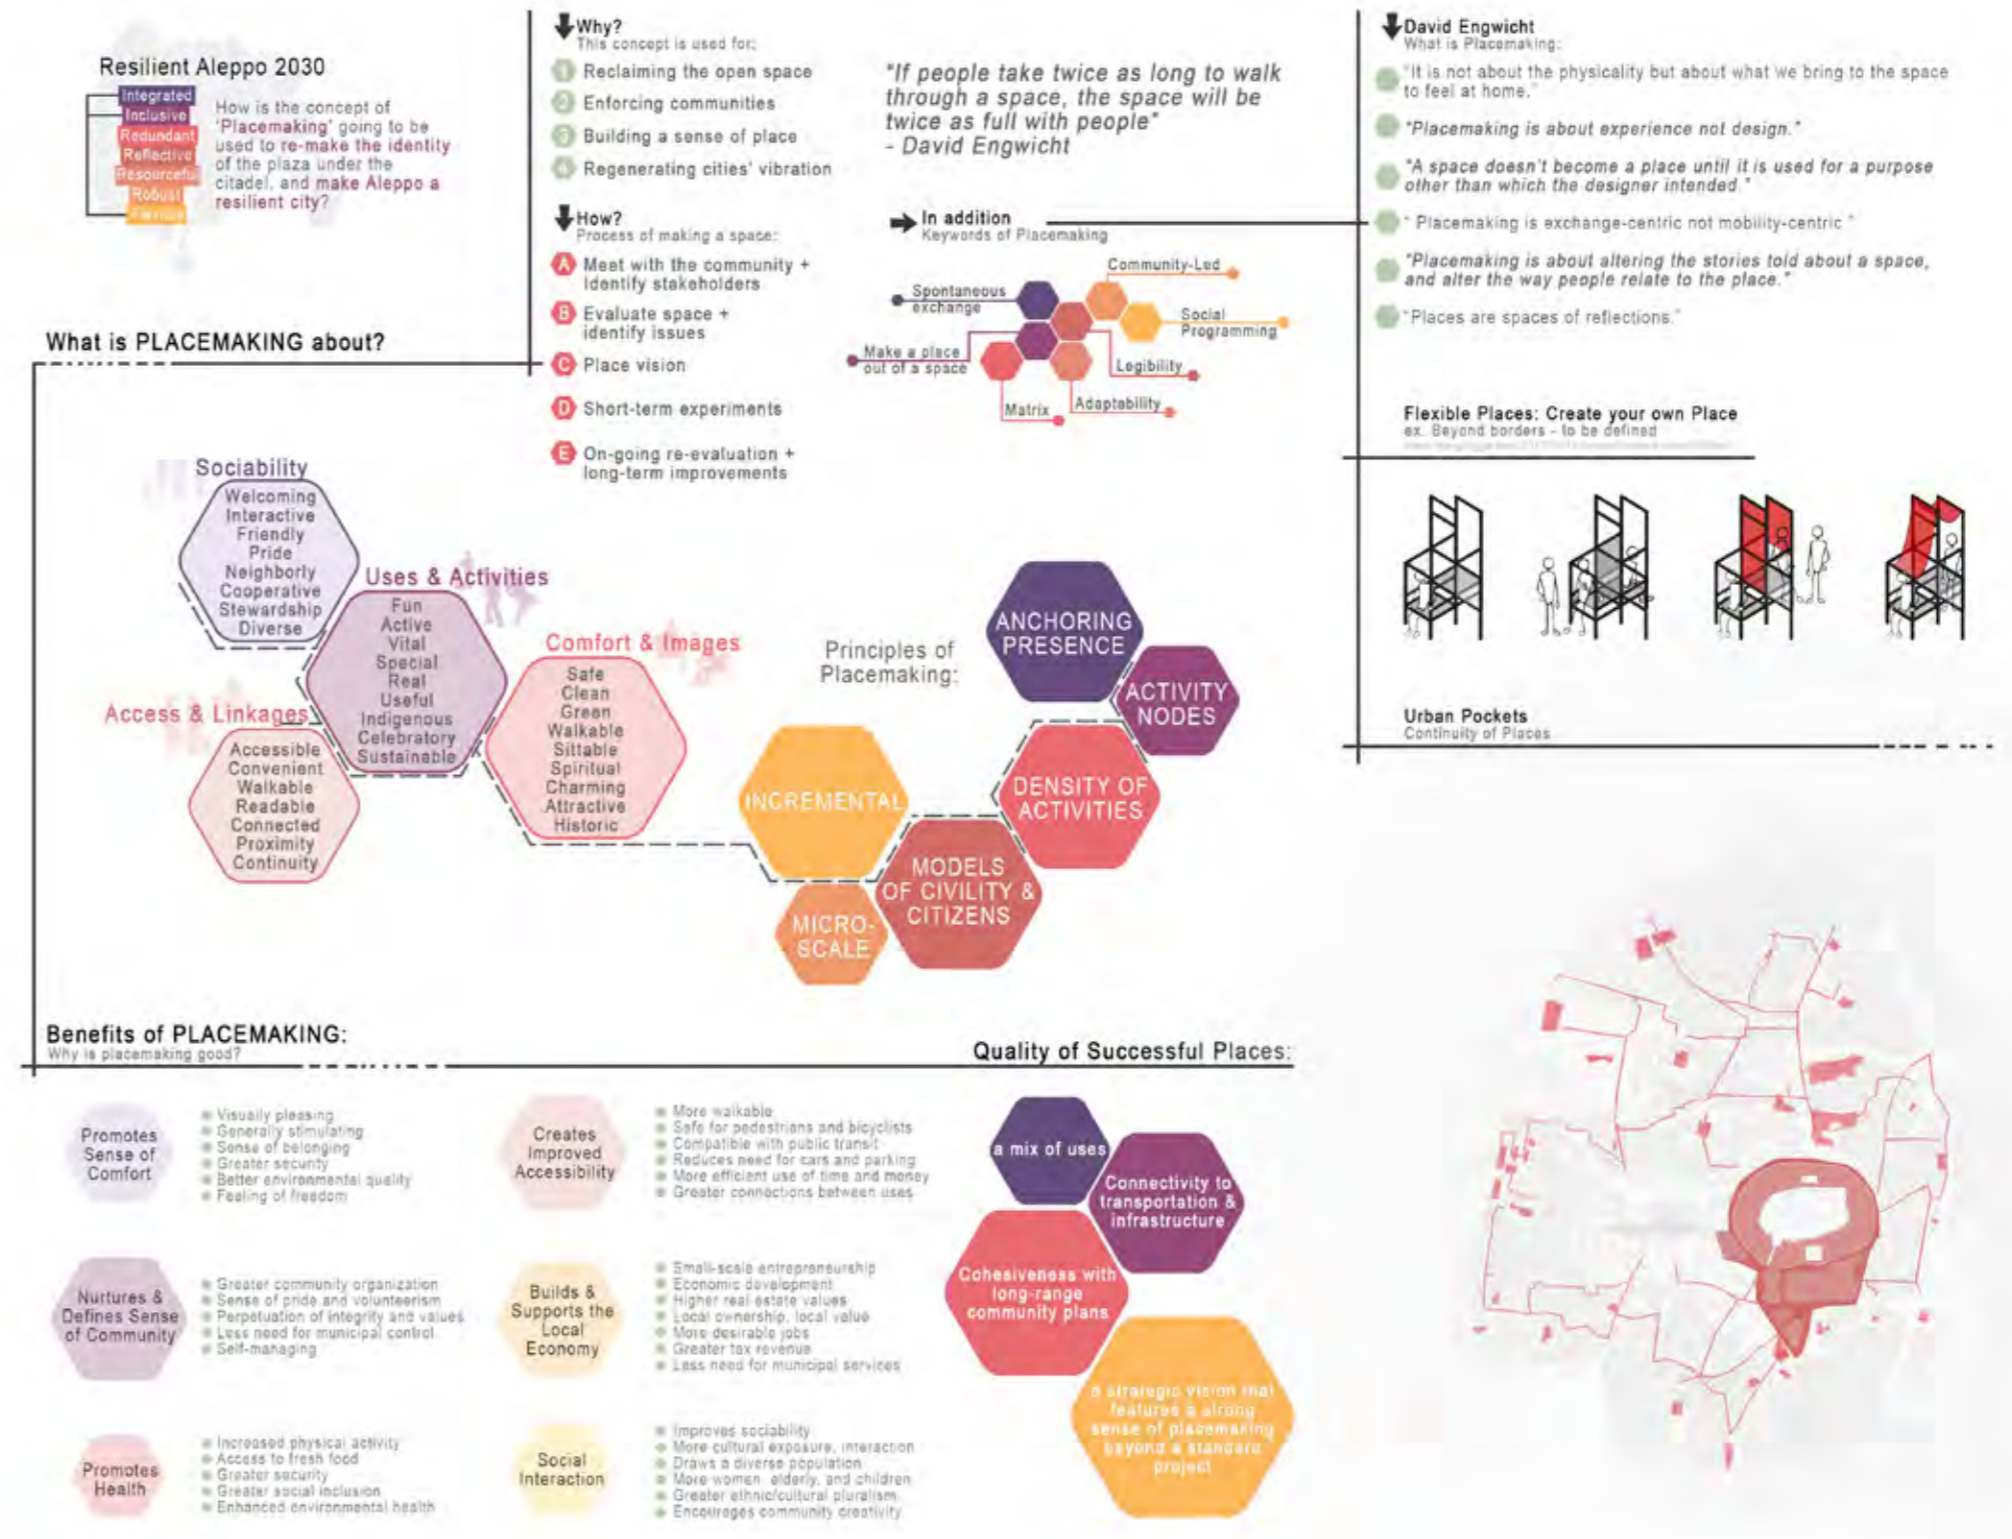 Resilient Aleppo 2030
Integrated
Inclusive
Redundant
Reflective
Resourceful
Robust
Flexible
How is the concept of
'Placemaking' going to be
used to re-make the identity
of the plaza under the
citadel, and make Aleppo a
resilient city?
Why?
This concept is used for:
1 Reclaiming the open space
2 Enforcing communities
3 Building a sense of place
4 Regenerating cities' vibration
How?
Process of making a space:
A Meet with the community +
Identify stakeholders
B Evaluate space +
identify issues
C Place vision
D Short-term experiments
E On-going re-evaluation +
long-term improvements
"If people take twice as long to walk
through a space, the space will be
twice as full with people"
- David Engwicht
In addition
Keywords of Placemaking
Community-Led
Spontaneous
exchange
Social
Programming
Make a place
out of a space
Legibility
Matrix
Adaptability
David Engwicht
What is Placemaking:
"It is not about the physicality but about what we bring to the space
to feel at home."
"Placemaking is about experience not design."
"A space doesn't become a place until it is used for a purpose
other than which the designer intended."
" Placemaking is exchange-centric not mobility-centric "
"Placemaking is about altering the stories told about a space,
and alter the way people relate to the place."
"Places are spaces of reflections."
Flexible Places: Create your own Place
ex. Beyond borders - to be defined
Urban Pockets
Continuity of Places
What is PLACEMAKING about?
Sociability
Welcoming
Interactive
Friendly
Pride
Neighborly
Cooperative
Stewardship
Diverse
Uses & Activities
Fun
Active
Vital
Special
Real
Useful
Indigenous
Celebratory
Sustainable
Comfort & Images
Safe
Clean
Green
Walkable
Sittable
Spiritual
Charming
Attractive
Historic
Access & Linkages
Accessible
Convenient
Walkable
Readable
Connected
Proximity
Continuity
Principles of
Placemaking:
ANCHORING
PRESENCE
ACTIVITY
NODES
DENSITY OF
ACTIVITIES
INCREMENTAL
MODELS
OF CIVILITY &
CITIZENS
MICRO-
SCALE
Benefits of PLACEMAKING:
Why is placemaking good?
Promotes
Sense of
Comfort
Visually pleasing
Generally stimulating
Sense of belonging
Greater security
Better environmental quality
Feeling of freedom
Nurtures &
Defines Sense
of Community
Greater community organization
Sense of pride and volunteerism
Perpetuation of integrity and values
Less need for municipal control
Self-managing
Promotes
Health
Increased physical activity
Access to fresh food
Greater security
Greater social inclusion
Enhanced environmental health
Creates
Improved
Accessibility
More walkable
Safe for pedestrians and bicyclists
Compatible with public transit
Reduces need for cars and parking
More efficient use of time and money
Greater connections between uses
Builds &
Supports the
Local
Economy
Small-scale entrepreneurship
Economic development
Higher real estate values
Local ownership, local value
More desirable jobs
Greater tax revenue
Less need for municipal services
Social
Interaction
Improves sociability
More cultural exposure, interaction
Draws a diverse population
More women, elderly, and children
Greater ethnic/cultural pluralism
Encourages community creativity
Quality of Successful Places:
a mix of uses
Connectivity to
transportation &
infrastructure
Cohesiveness with
long-range
community plans
a strategic vision that
features a strong
sense of placemaking
beyond a standard
project